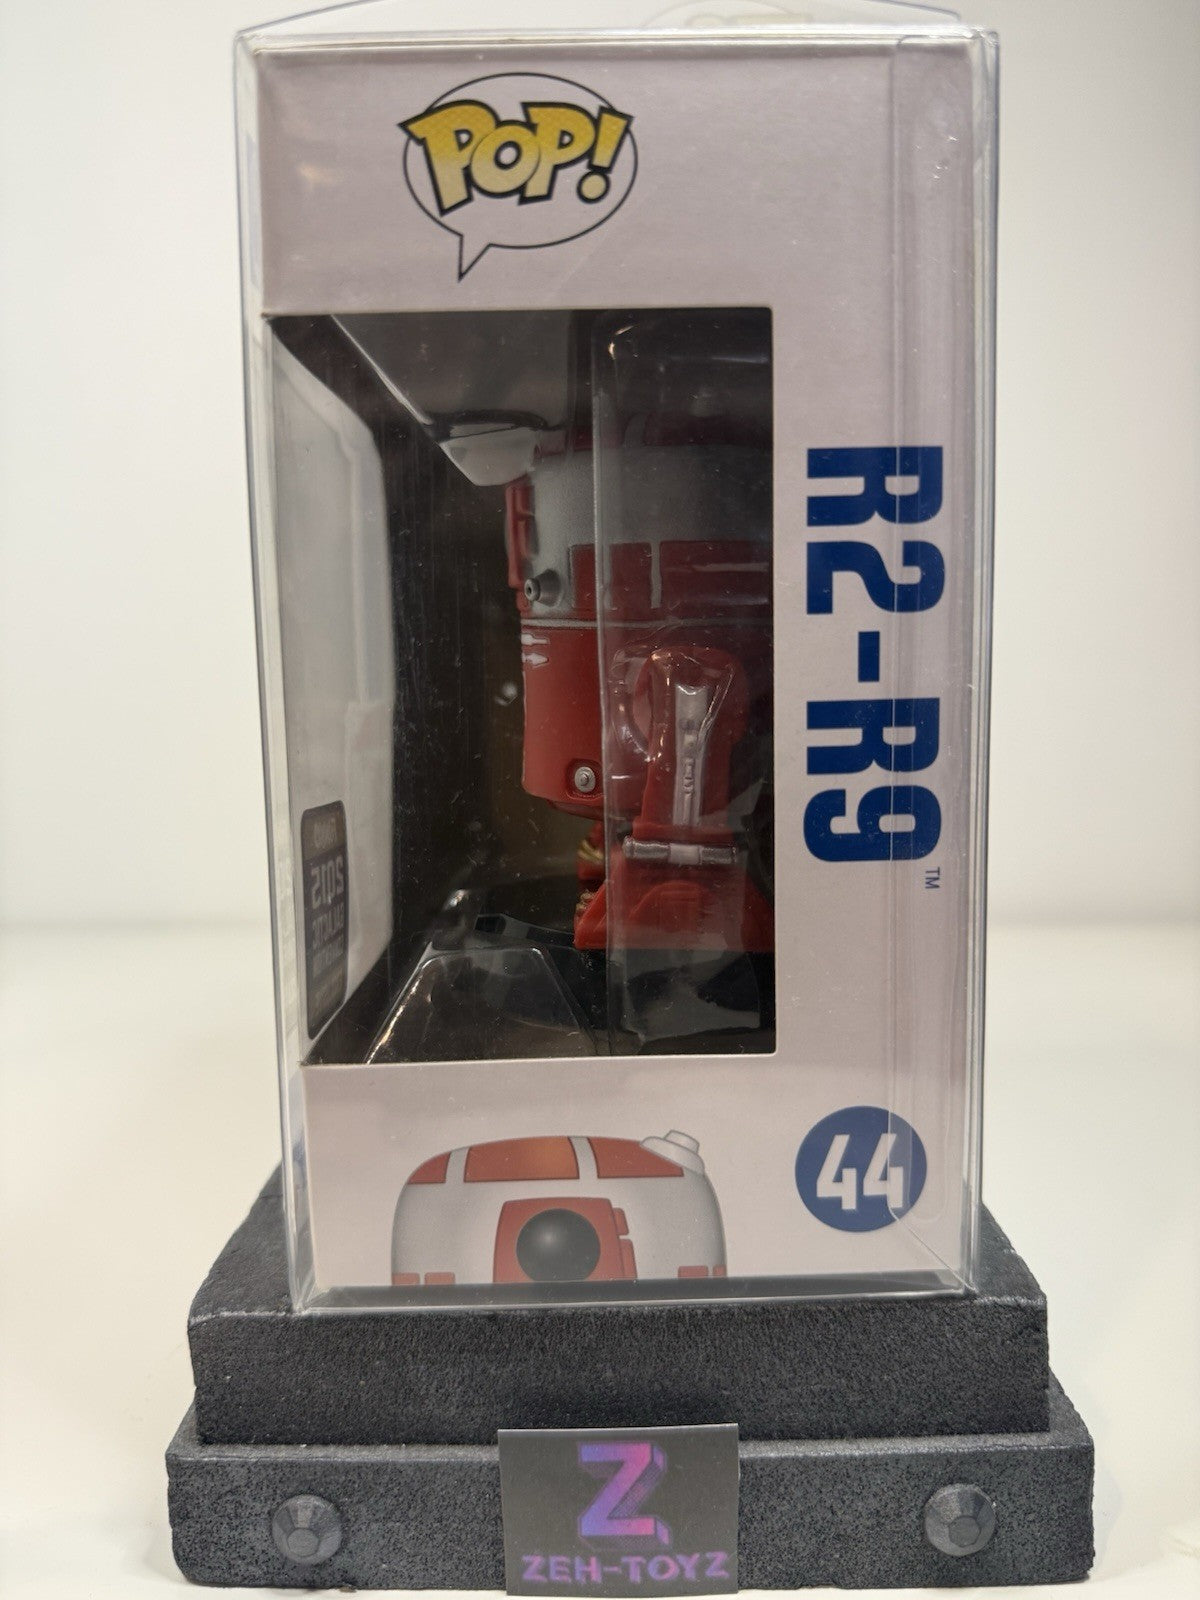 POP!
R2-R9™
44
2015
Z
ZEH-TOYZ